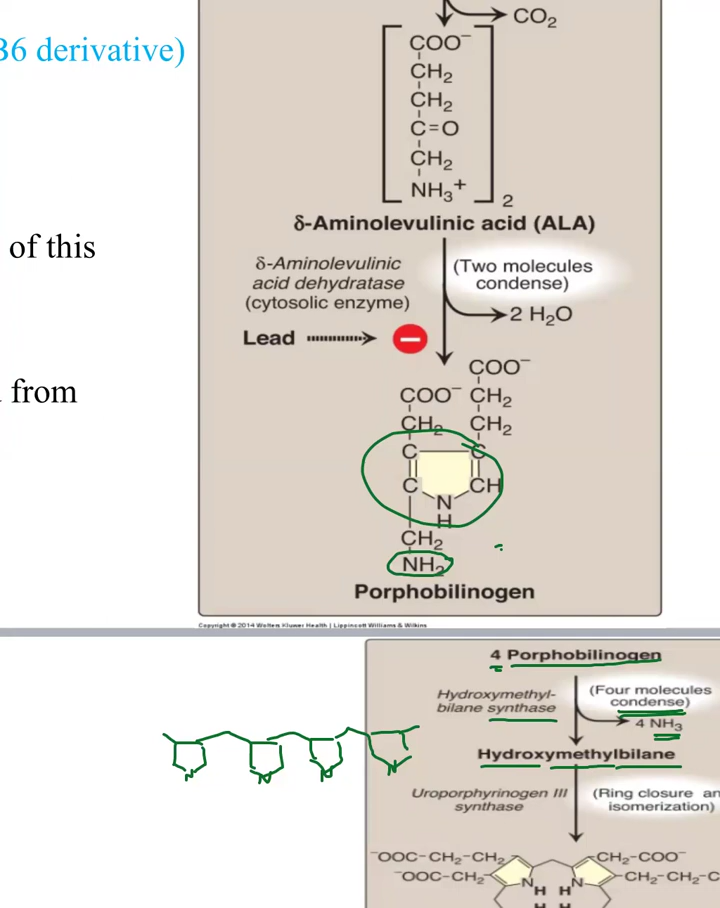 CO₂
B6 derivative)
COO⁻
CH₂
CH₂
C=O
CH₂
NH₃⁺
2
δ-Aminolevulinic acid (ALA)
of this
δ-Aminolevulinic
acid dehydratase
(cytosolic enzyme)
(Two molecules
condense)
2 H₂O
Lead
from
COO⁻
COO⁻ CH₂
CH₂ CH₂
C C
C CH
N
H
CH₂
NH₂
Porphobilinogen
Copyright © 2014 Wolters Kluwer Health | Lippincott Williams & Wilkins
4 Porphobilinogen
Hydroxymethyl-
bilane synthase
(Four molecules
condense)
4 NH₃
Hydroxymethylbilane
N N N N
Uroporphyrinogen III
synthase
(Ring closure an
isomerization)
⁻OOC-CH₂-CH₂ CH₂-COO⁻
⁻OOC-CH₂ CH₂-CH₂-C
N N
H H H
H H